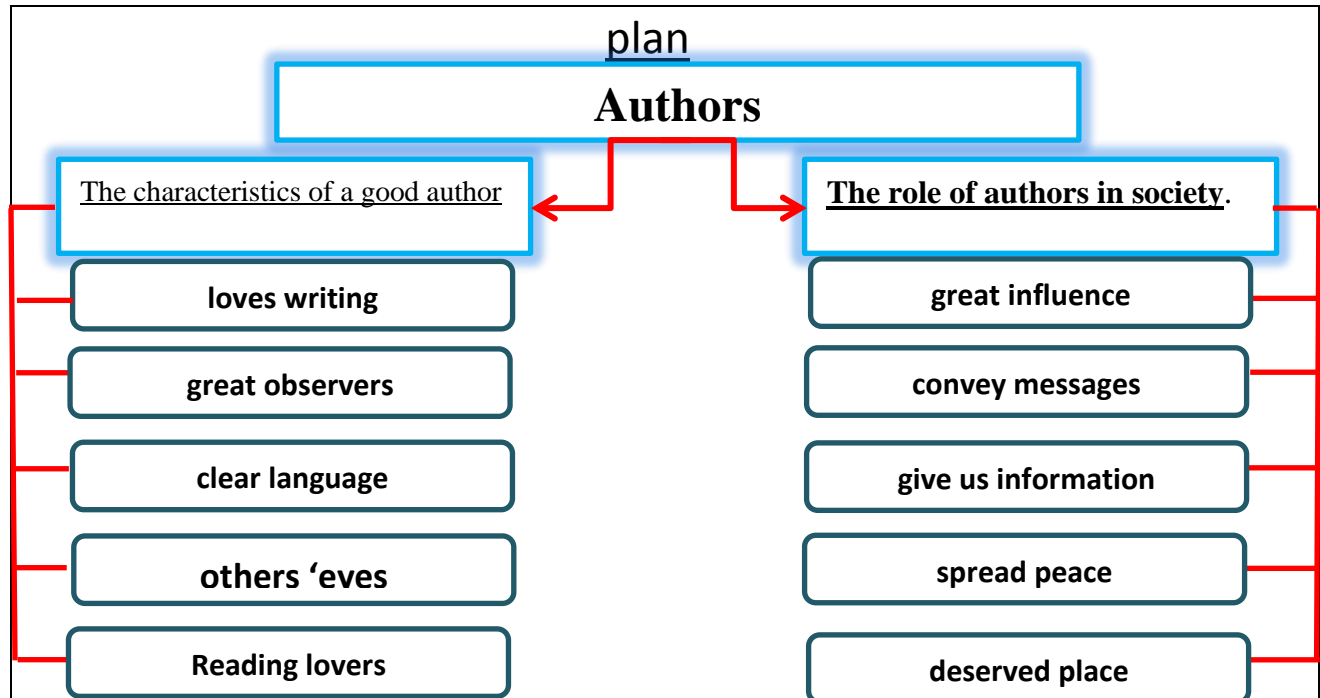 plan
Authors
The characteristics of a good author
loves writing
great observers
clear language
others ‘eyes
Reading lovers
The role of authors in society.
great influence
convey messages
give us information
spread peace
deserved place